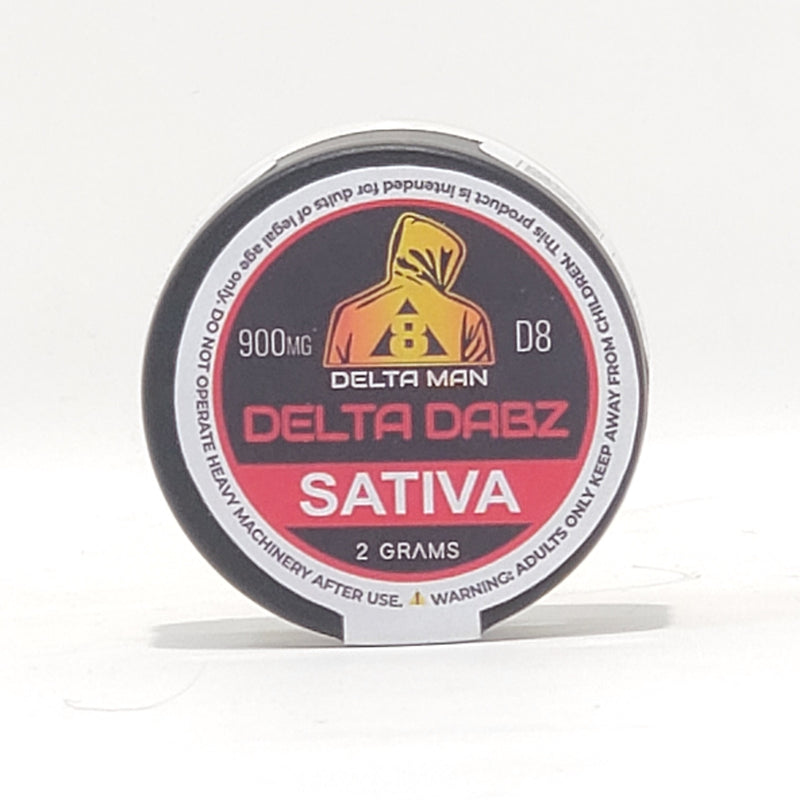 900MG
8
D8
DELTA MAN
DELTA DABZ
SATIVA
2 GRAMS
WARNING: ADULTS ONLY KEEP AWAY FROM CHILDREN. This product is intended for dults of legal age only. DO NOT OPERATE HEAVY MACHINERY AFTER USE.